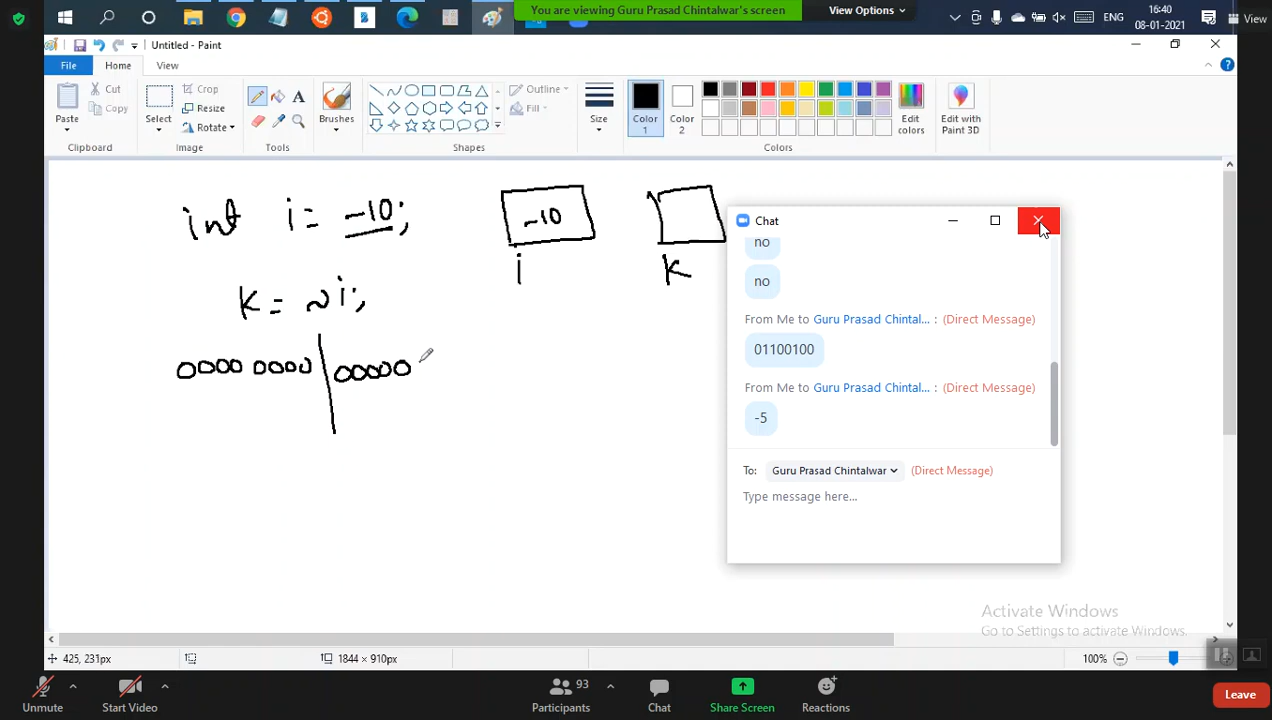 You are viewing Guru Prasad Chintalwar's screen
View Options
ENG
16:40
08-01-2021
View
Untitled - Paint
File
Home
View
Paste
Cut
Copy
Clipboard
Select
Crop
Resize
Rotate
Image
Tools
Brushes
Outline
Fill
Shapes
Size
Color
1
Color
2
Edit
colors
Colors
Edit with
Paint 3D
int i = -10;
-10
i
K
K = ~i;
0000 0000 00000
Chat
no
no
From Me to Guru Prasad Chintal... : (Direct Message)
01100100
From Me to Guru Prasad Chintal... : (Direct Message)
-5
To: Guru Prasad Chintalwar (Direct Message)
Type message here...
Activate Windows
Go to Settings to activate Windows.
425, 231px
1844 × 910px
100%
Unmute
Start Video
93
Participants
Chat
Share Screen
Reactions
Leave